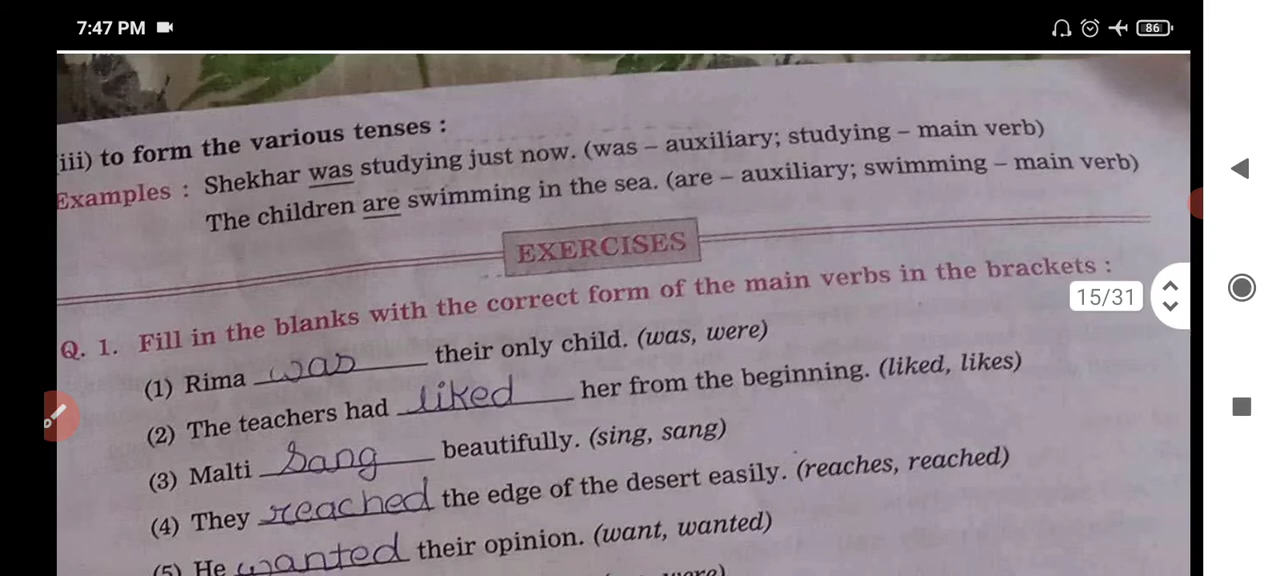 7:47 PM
86
iii) to form the various tenses :
Examples : Shekhar was studying just now. (was – auxiliary; studying – main verb)
The children are swimming in the sea. (are – auxiliary; swimming – main verb)
EXERCISES
Q. 1. Fill in the blanks with the correct form of the main verbs in the brackets :
15/31
(1) Rima was their only child. (was, were)
(2) The teachers had liked her from the beginning. (liked, likes)
(3) Malti Sang beautifully. (sing, sang)
(4) They reached the edge of the desert easily. (reaches, reached)
(5) He wanted their opinion. (want, wanted)